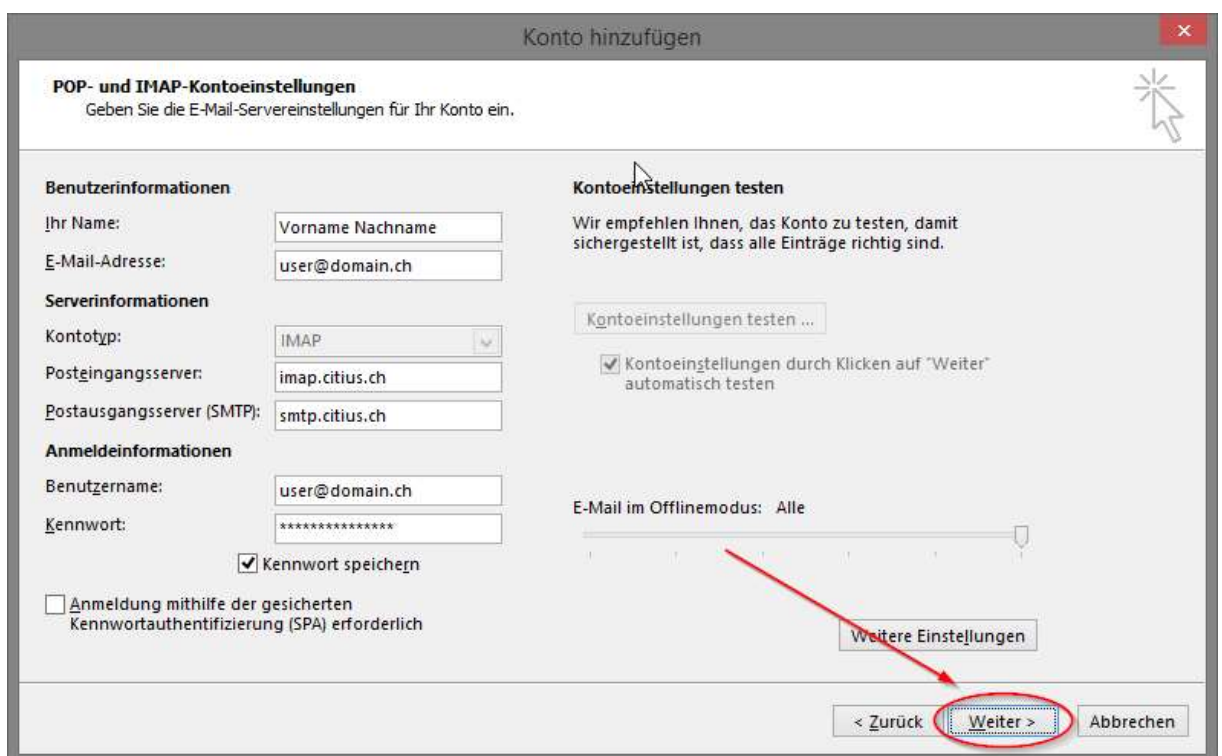 Konto hinzufügen
POP- und IMAP-Kontoeinstellungen
Geben Sie die E-Mail-Servereinstellungen für Ihr Konto ein.
Benutzerinformationen
Ihr Name:
Vorname Nachname
E-Mail-Adresse:
user@domain.ch
Serverinformationen
Kontotyp:
IMAP
Posteingangsserver:
imap.citius.ch
Postausgangsserver (SMTP):
smtp.citius.ch
Anmeldeinformationen
Benutzername:
user@domain.ch
Kennwort:
***************
Kennwort speichern
Anmeldung mithilfe der gesicherten
Kennwortauthentifizierung (SPA) erforderlich
Kontoeinstellungen testen
Wir empfehlen Ihnen, das Konto zu testen, damit
sichergestellt ist, dass alle Einträge richtig sind.
Kontoeinstellungen testen ...
Kontoeinstellungen durch Klicken auf "Weiter"
automatisch testen
E-Mail im Offlinemodus: Alle
Weitere Einstellungen
< Zurück
Weiter >
Abbrechen